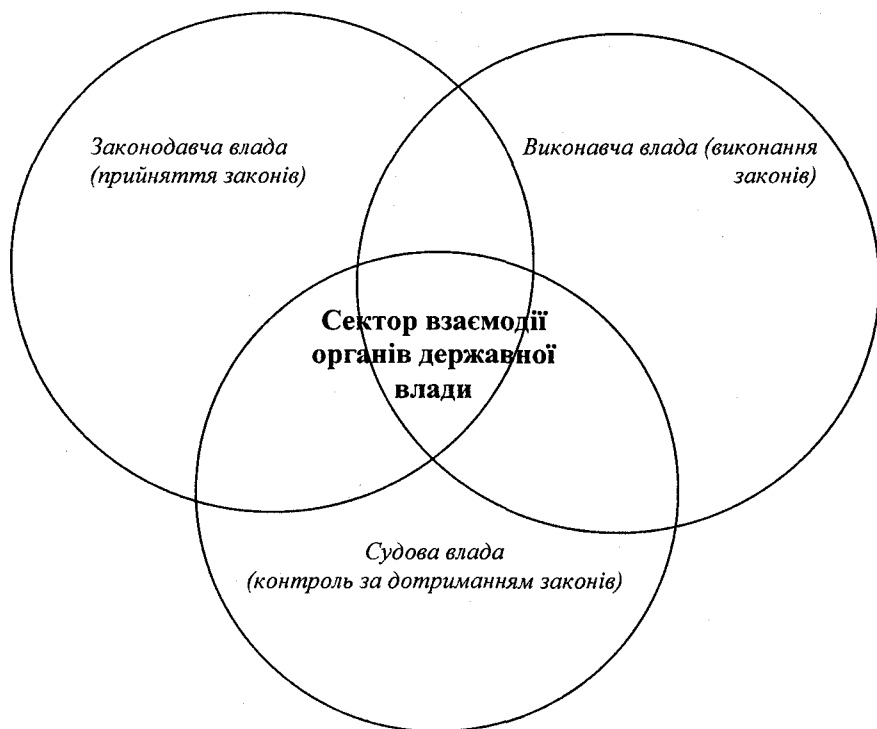 Законодавча влада
(прийняття законів)
Виконавча влада (виконання
законів)
Сектор взаємодії
органів державної
влади
Судова влада
(контроль за дотриманням законів)